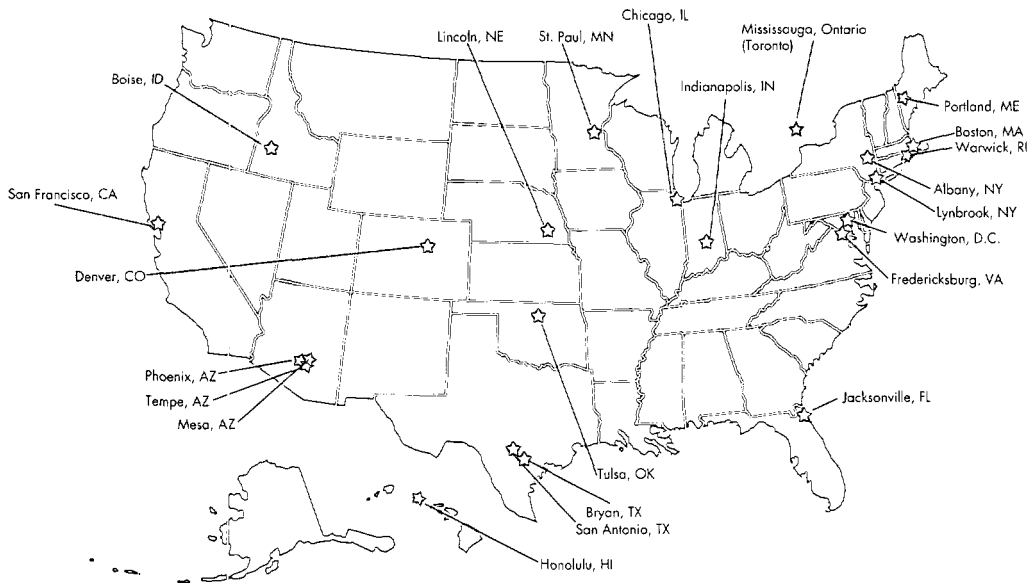 Chicago, IL
Mississauga, Ontario
(Toronto)
Lincoln, NE
St. Paul, MN
Boise, ID
Indianapolis, IN
Portland, ME
Boston, MA
Warwick, RI
Albany, NY
San Francisco, CA
Lynbrook, NY
Washington, D.C.
Denver, CO
Fredericksburg, VA
Phoenix, AZ
Tempe, AZ
Mesa, AZ
Jacksonville, FL
Tulsa, OK
Bryan, TX
San Antonio, TX
Honolulu, HI